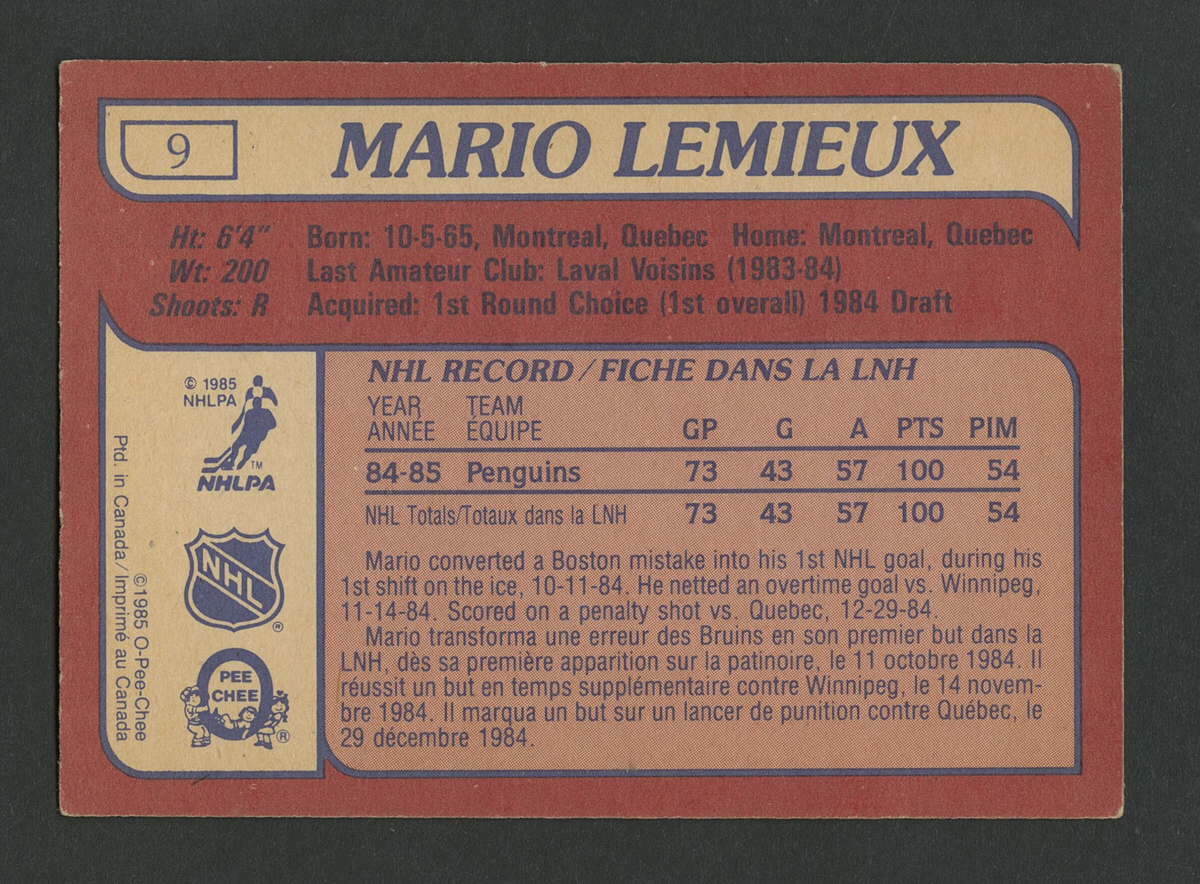 9
MARIO LEMIEUX
Ht: 6'4" Born: 10-5-65, Montreal, Quebec Home: Montreal, Quebec
Wt: 200 Last Amateur Club: Laval Voisins (1983-84)
Shoots: R Acquired: 1st Round Choice (1st overall) 1984 Draft
© 1985
NHLPA
TM
NHLPA
NHL
®
PEE
CHEE
®
©1985 O-Pee-Chee
Ptd. in Canada/Imprimé au Canada
NHL RECORD/FICHE DANS LA LNH
YEAR TEAM
ANNÉE ÉQUIPE GP G A PTS PIM
84-85 Penguins 73 43 57 100 54
NHL Totals/Totaux dans la LNH 73 43 57 100 54
Mario converted a Boston mistake into his 1st NHL goal, during his
1st shift on the ice, 10-11-84. He netted an overtime goal vs. Winnipeg,
11-14-84. Scored on a penalty shot vs. Quebec, 12-29-84.
Mario transforma une erreur des Bruins en son premier but dans la
LNH, dès sa première apparition sur la patinoire, le 11 octobre 1984. Il
réussit un but en temps supplémentaire contre Winnipeg, le 14 novem-
bre 1984. Il marqua un but sur un lancer de punition contre Québec, le
29 décembre 1984.